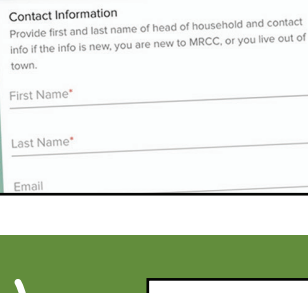 Contact Information
Provide first and last name of head of household and contact
info if the info is new, you are new to MRCC, or you live out of
town.
First Name*
Last Name*
Email